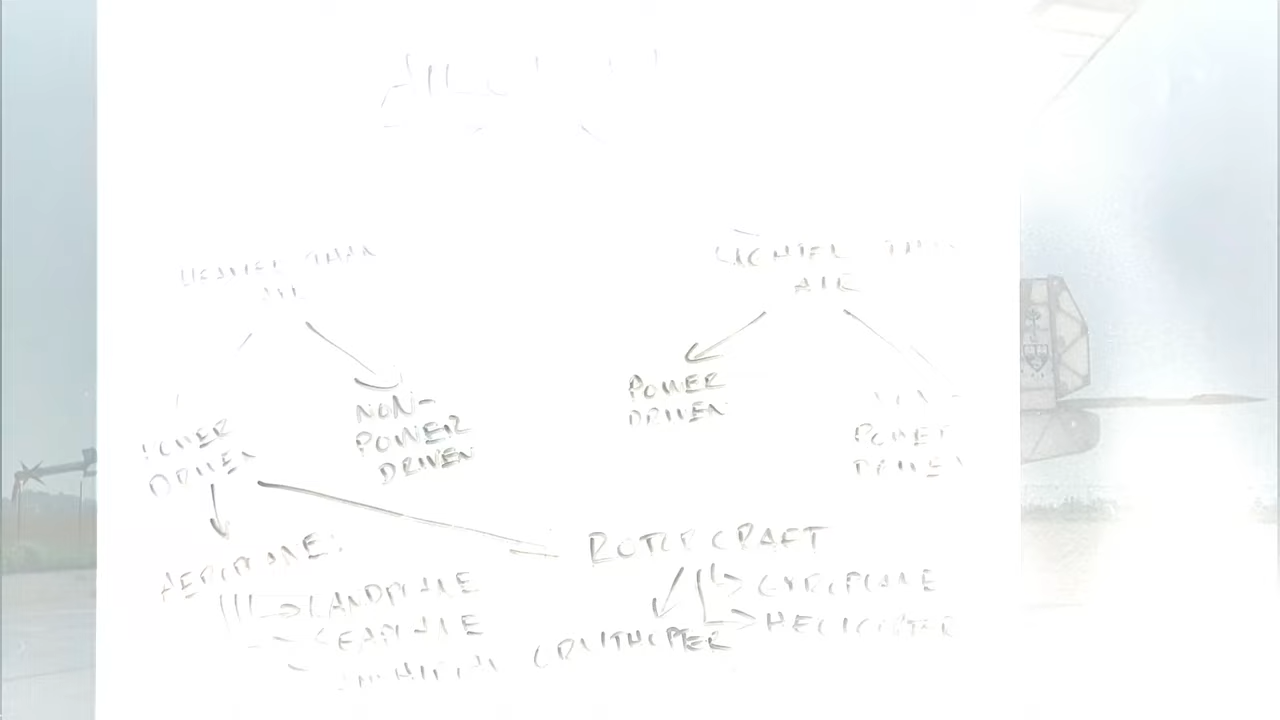 HEAVIER THAN
AIR
LIGHTER THAN
AIR
POWER
DRIVEN
NON-
POWER
DRIVEN
POWER
DRIVEN
POWER
DRIVEN
AEROPLANE:
LANDPLANE
SEAPLANE
ROTORCRAFT
GYROPLANE
HELICOPTER